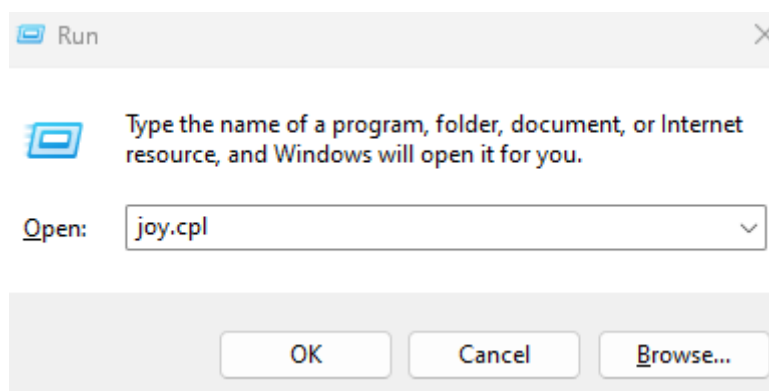 Run
Type the name of a program, folder, document, or Internet
resource, and Windows will open it for you.
Open: joy.cpl
OK Cancel Browse...